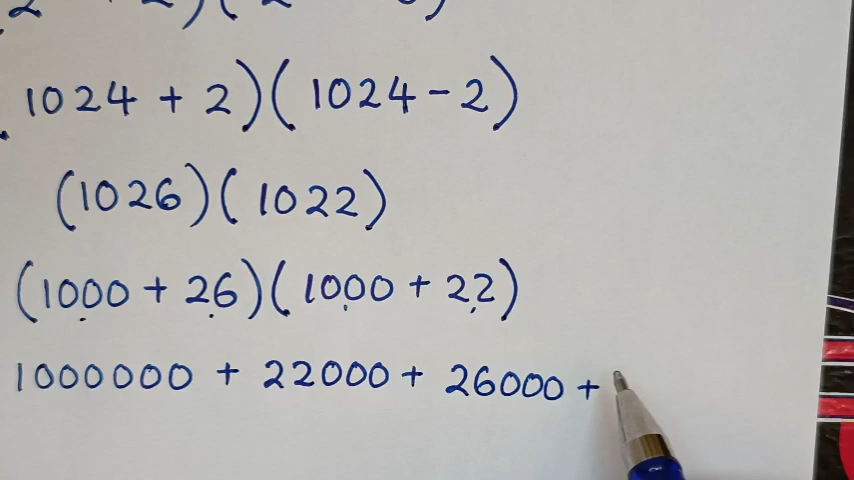 1024 + 2)(1024 - 2)
(1026)(1022)
(1000 + 26)(1000 + 22)
1000000 + 22000 + 26000 +